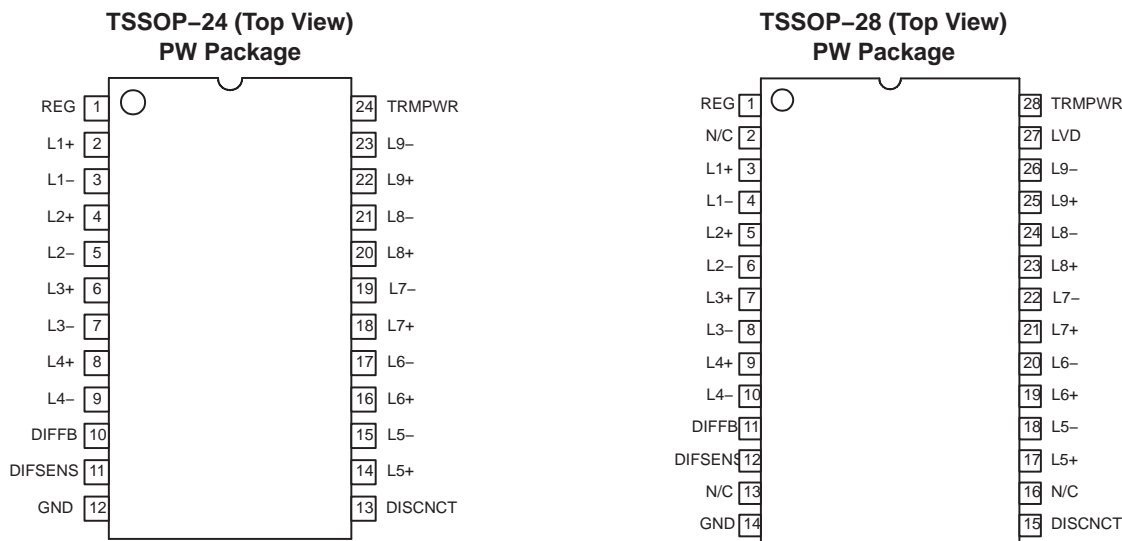 TSSOP−24 (Top View)
PW Package
REG 1
L1+ 2
L1− 3
L2+ 4
L2− 5
L3+ 6
L3− 7
L4+ 8
L4− 9
DIFFB 10
DIFSENS 11
GND 12
24 TRMPWR
23 L9−
22 L9+
21 L8−
20 L8+
19 L7−
18 L7+
17 L6−
16 L6+
15 L5−
14 L5+
13 DISCNCT
TSSOP−28 (Top View)
PW Package
REG 1
N/C 2
L1+ 3
L1− 4
L2+ 5
L2− 6
L3+ 7
L3− 8
L4+ 9
L4− 10
DIFFB 11
DIFSENS 12
N/C 13
GND 14
28 TRMPWR
27 LVD
26 L9−
25 L9+
24 L8−
23 L8+
22 L7−
21 L7+
20 L6−
19 L6+
18 L5−
17 L5+
16 N/C
15 DISCNCT